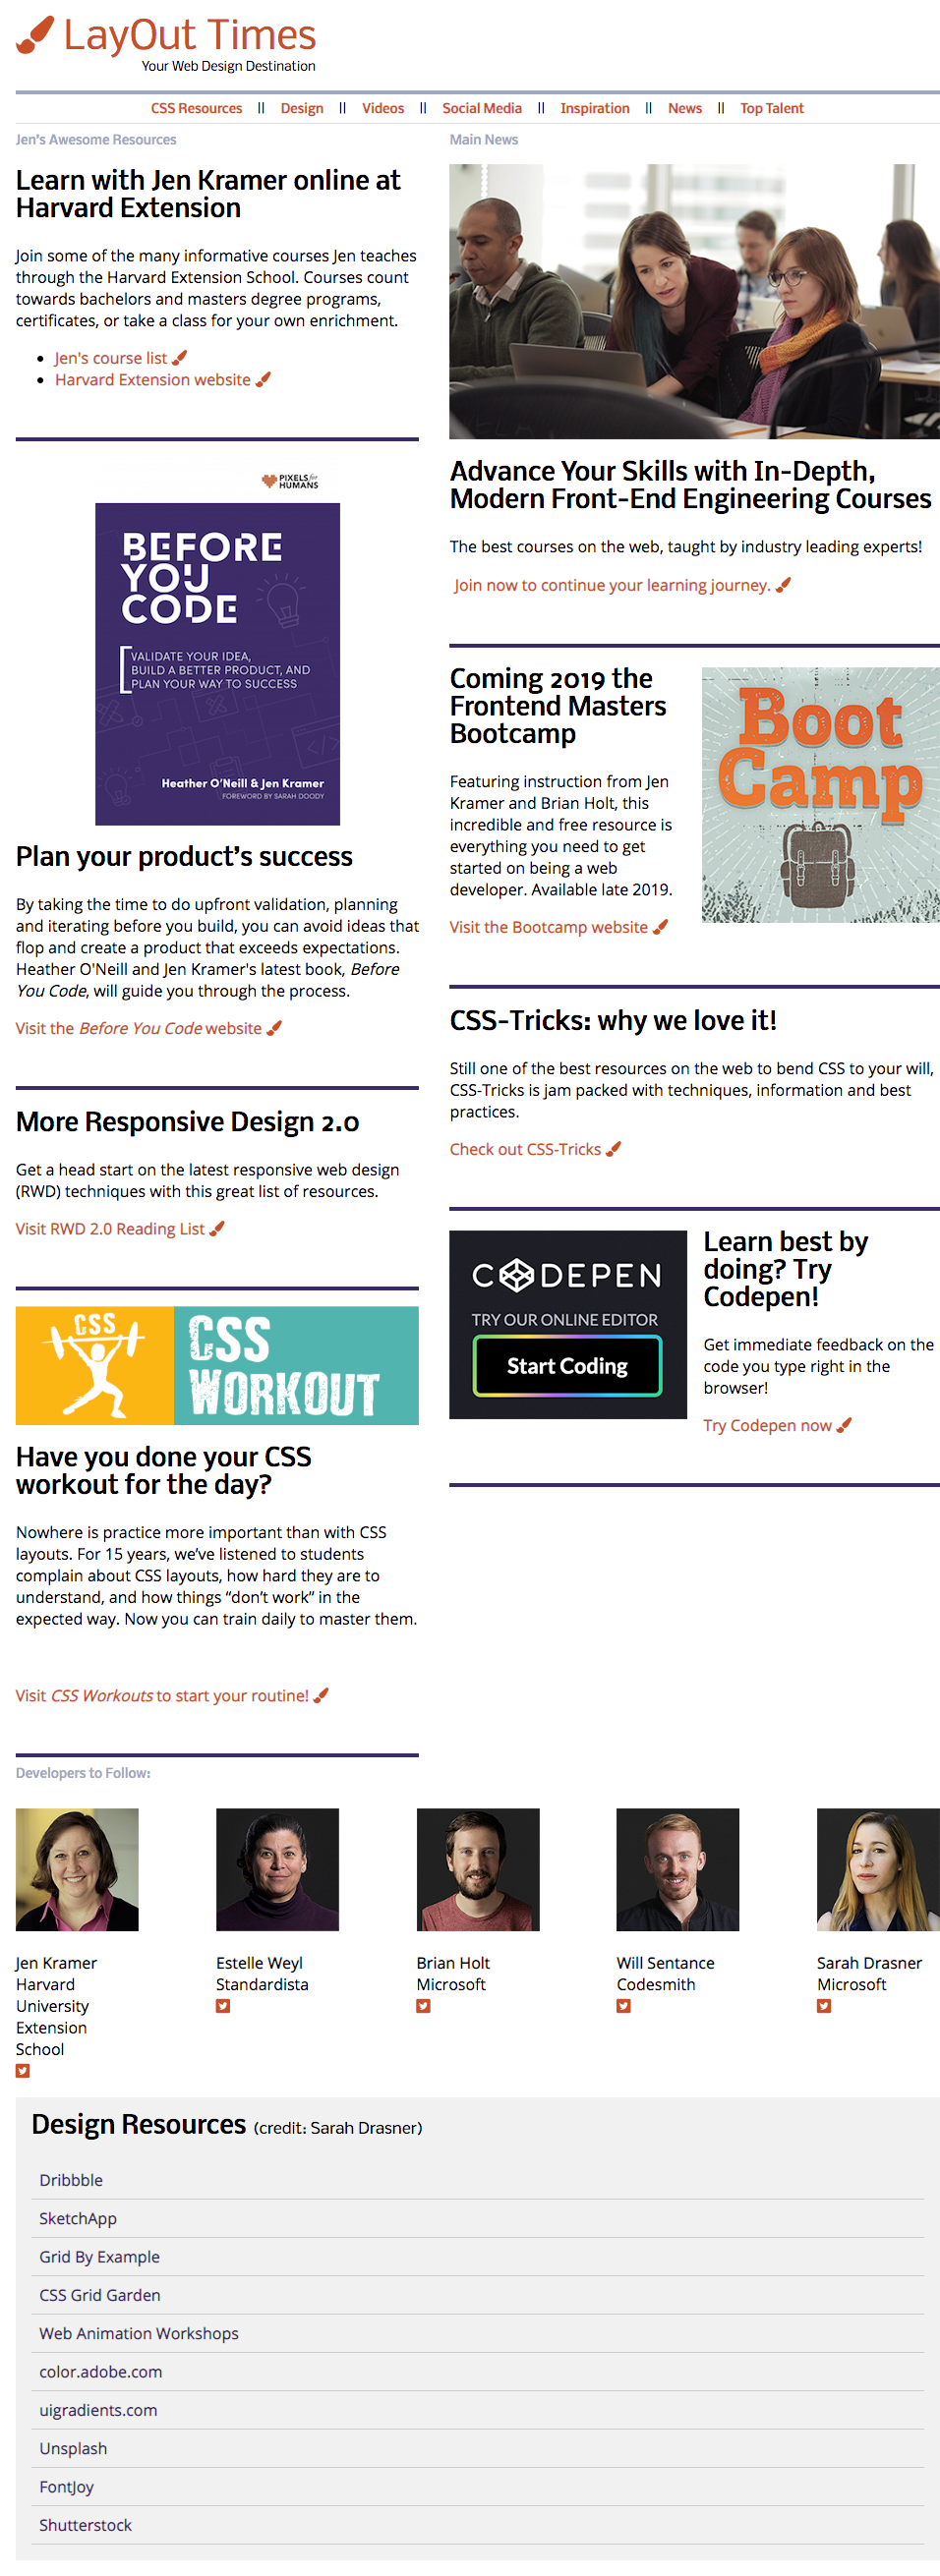 LayOut Times
Your Web Design Destination
CSS Resources || Design || Videos || Social Media || Inspiration || News || Top Talent
Jen's Awesome Resources
Learn with Jen Kramer online at
Harvard Extension
Join some of the many informative courses Jen teaches
through the Harvard Extension School. Courses count
towards bachelors and masters degree programs,
certificates, or take a class for your own enrichment.
Jen's course list
Harvard Extension website
PIXELS for
HUMANS
BEFORE
YOU
CODE
VALIDATE YOUR IDEA,
BUILD A BETTER PRODUCT, AND
PLAN YOUR WAY TO SUCCESS
Heather O'Neill & Jen Kramer
FOREWORD BY SARAH DOODY
Plan your product's success
By taking the time to do upfront validation, planning
and iterating before you build, you can avoid ideas that
flop and create a product that exceeds expectations.
Heather O'Neill and Jen Kramer's latest book, Before
You Code, will guide you through the process.
Visit the Before You Code website
More Responsive Design 2.0
Get a head start on the latest responsive web design
(RWD) techniques with this great list of resources.
Visit RWD 2.0 Reading List
CSS
CSS
WORKOUT
Have you done your CSS
workout for the day?
Nowhere is practice more important than with CSS
layouts. For 15 years, we've listened to students
complain about CSS layouts, how hard they are to
understand, and how things “don't work” in the
expected way. Now you can train daily to master them.
Visit CSS Workouts to start your routine!
Main News
Advance Your Skills with In-Depth,
Modern Front-End Engineering Courses
The best courses on the web, taught by industry leading experts!
Join now to continue your learning journey.
Coming 2019 the
Frontend Masters
Bootcamp
Featuring instruction from Jen
Kramer and Brian Holt, this
incredible and free resource is
everything you need to get
started on being a web
developer. Available late 2019.
Visit the Bootcamp website
Boot
Camp
CSS-Tricks: why we love it!
Still one of the best resources on the web to bend CSS to your will,
CSS-Tricks is jam packed with techniques, information and best
practices.
Check out CSS-Tricks
CODEPEN
TRY OUR ONLINE EDITOR
Start Coding
Learn best by
doing? Try
Codepen!
Get immediate feedback on the
code you type right in the
browser!
Try Codepen now
Developers to Follow:
Jen Kramer
Harvard
University
Extension
School
Estelle Weyl
Standardista
Brian Holt
Microsoft
Will Sentance
Codesmith
Sarah Drasner
Microsoft
Design Resources (credit: Sarah Drasner)
Dribbble
SketchApp
Grid By Example
CSS Grid Garden
Web Animation Workshops
color.adobe.com
uigradients.com
Unsplash
FontJoy
Shutterstock